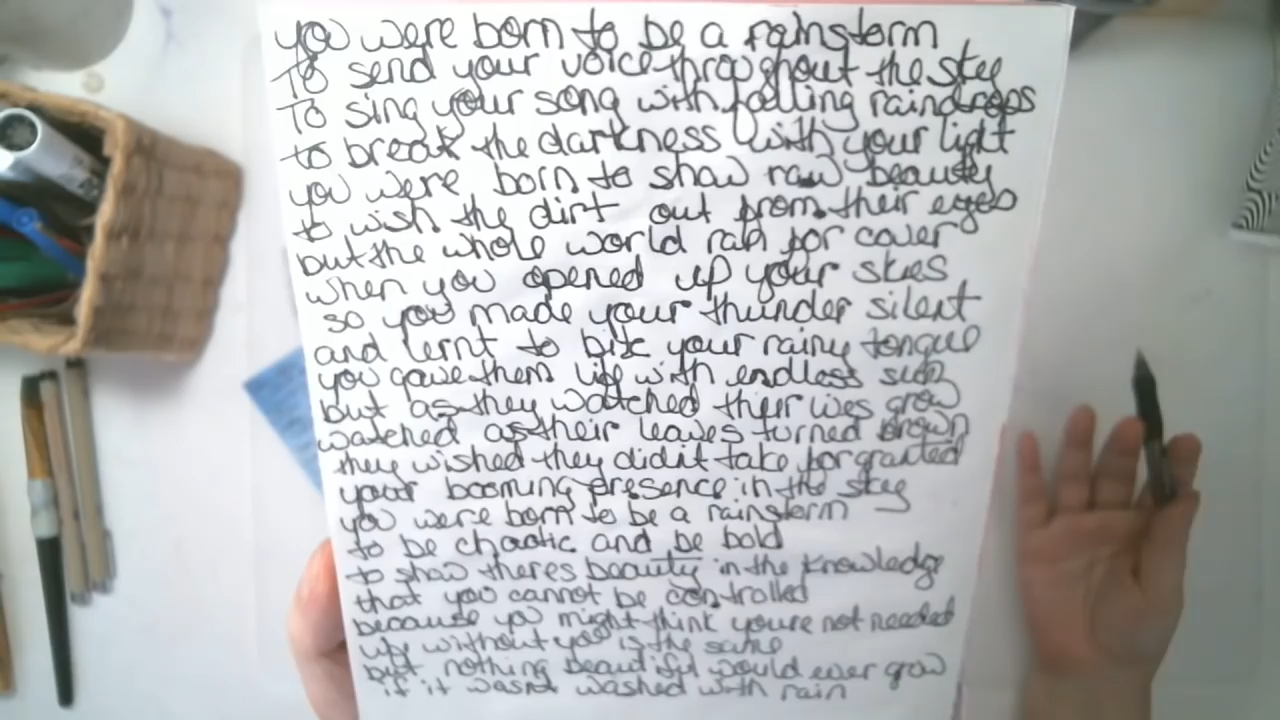 you were born to be a rainstorm
To send your voice throughout the sky
To sing your song with falling raindrops
to break the darkness with your light
you were born to show raw beauty
to wish the dirt out from their eyes
but the whole world ran for cover
when you opened up your skies
so you made your thunder silent
and lernt to bite your rainy tongue
you gave them life with endless sun
but as they watched their lives grow
watched as their leaves turned brown
they wished they didn't take for granted
your booming presence in the sky
you were born to be a rainstorm
to be chaotic and be bold
to show theres beauty in the knowledge
that you cannot be controlled
because you might think youre not needed
life without you is the same
but nothing beautiful would ever grow
if it wasnt washed with rain